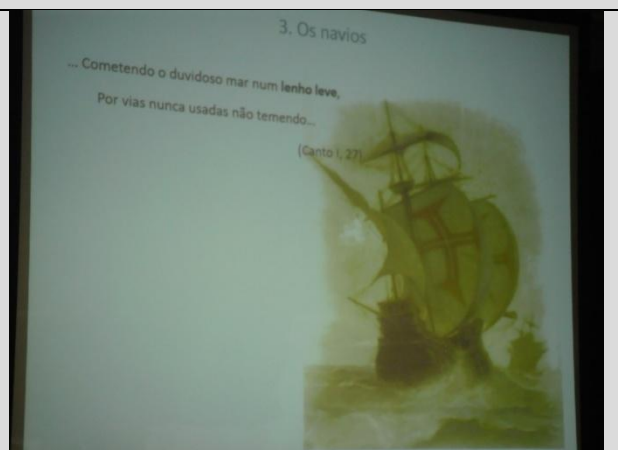 3. Os navios
... Cometendo o duvidoso mar num lenho leve,
Por vias nunca usadas não temendo...
(Canto i, 27)